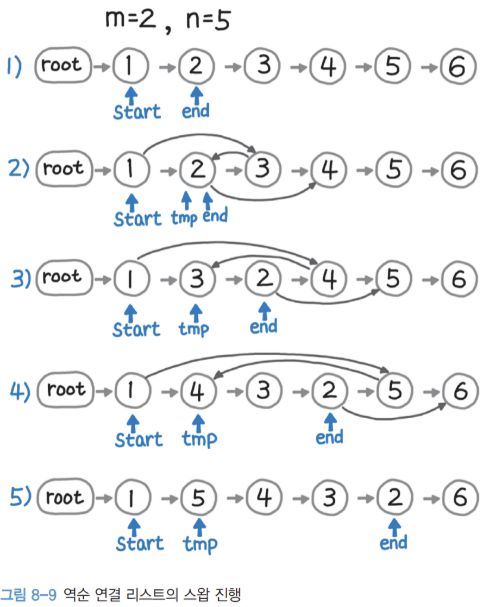 m=2, n=5
1) root 1 2 3 4 5 6
Start end
2) root 1 2 3 4 5 6
Start tmp end
3) root 1 3 2 4 5 6
Start tmp end
4) root 1 4 3 2 5 6
Start tmp end
5) root 1 5 4 3 2 6
Start tmp end
그림 8-9 역순 연결 리스트의 스왑 진행